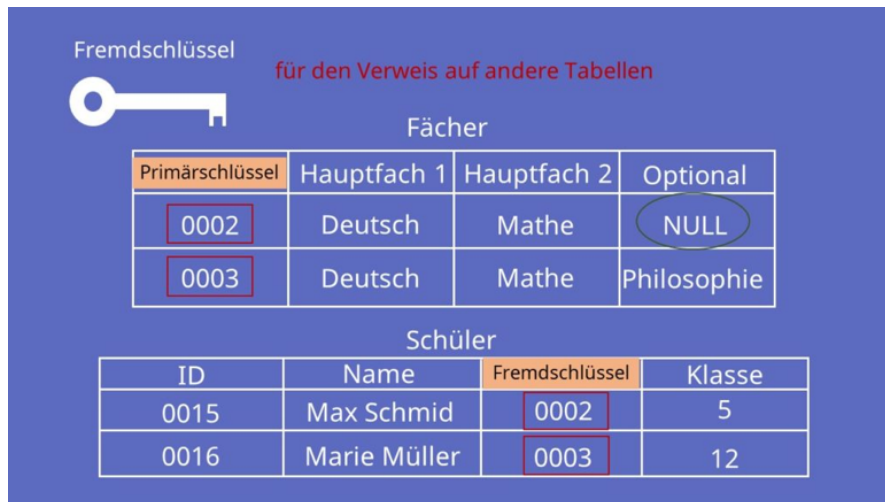 Fremdschlüssel
für den Verweis auf andere Tabellen
Fächer
Primärschlüssel Hauptfach 1 Hauptfach 2 Optional
0002 Deutsch Mathe NULL
0003 Deutsch Mathe Philosophie
Schüler
ID Name Fremdschlüssel Klasse
0015 Max Schmid 0002 5
0016 Marie Müller 0003 12